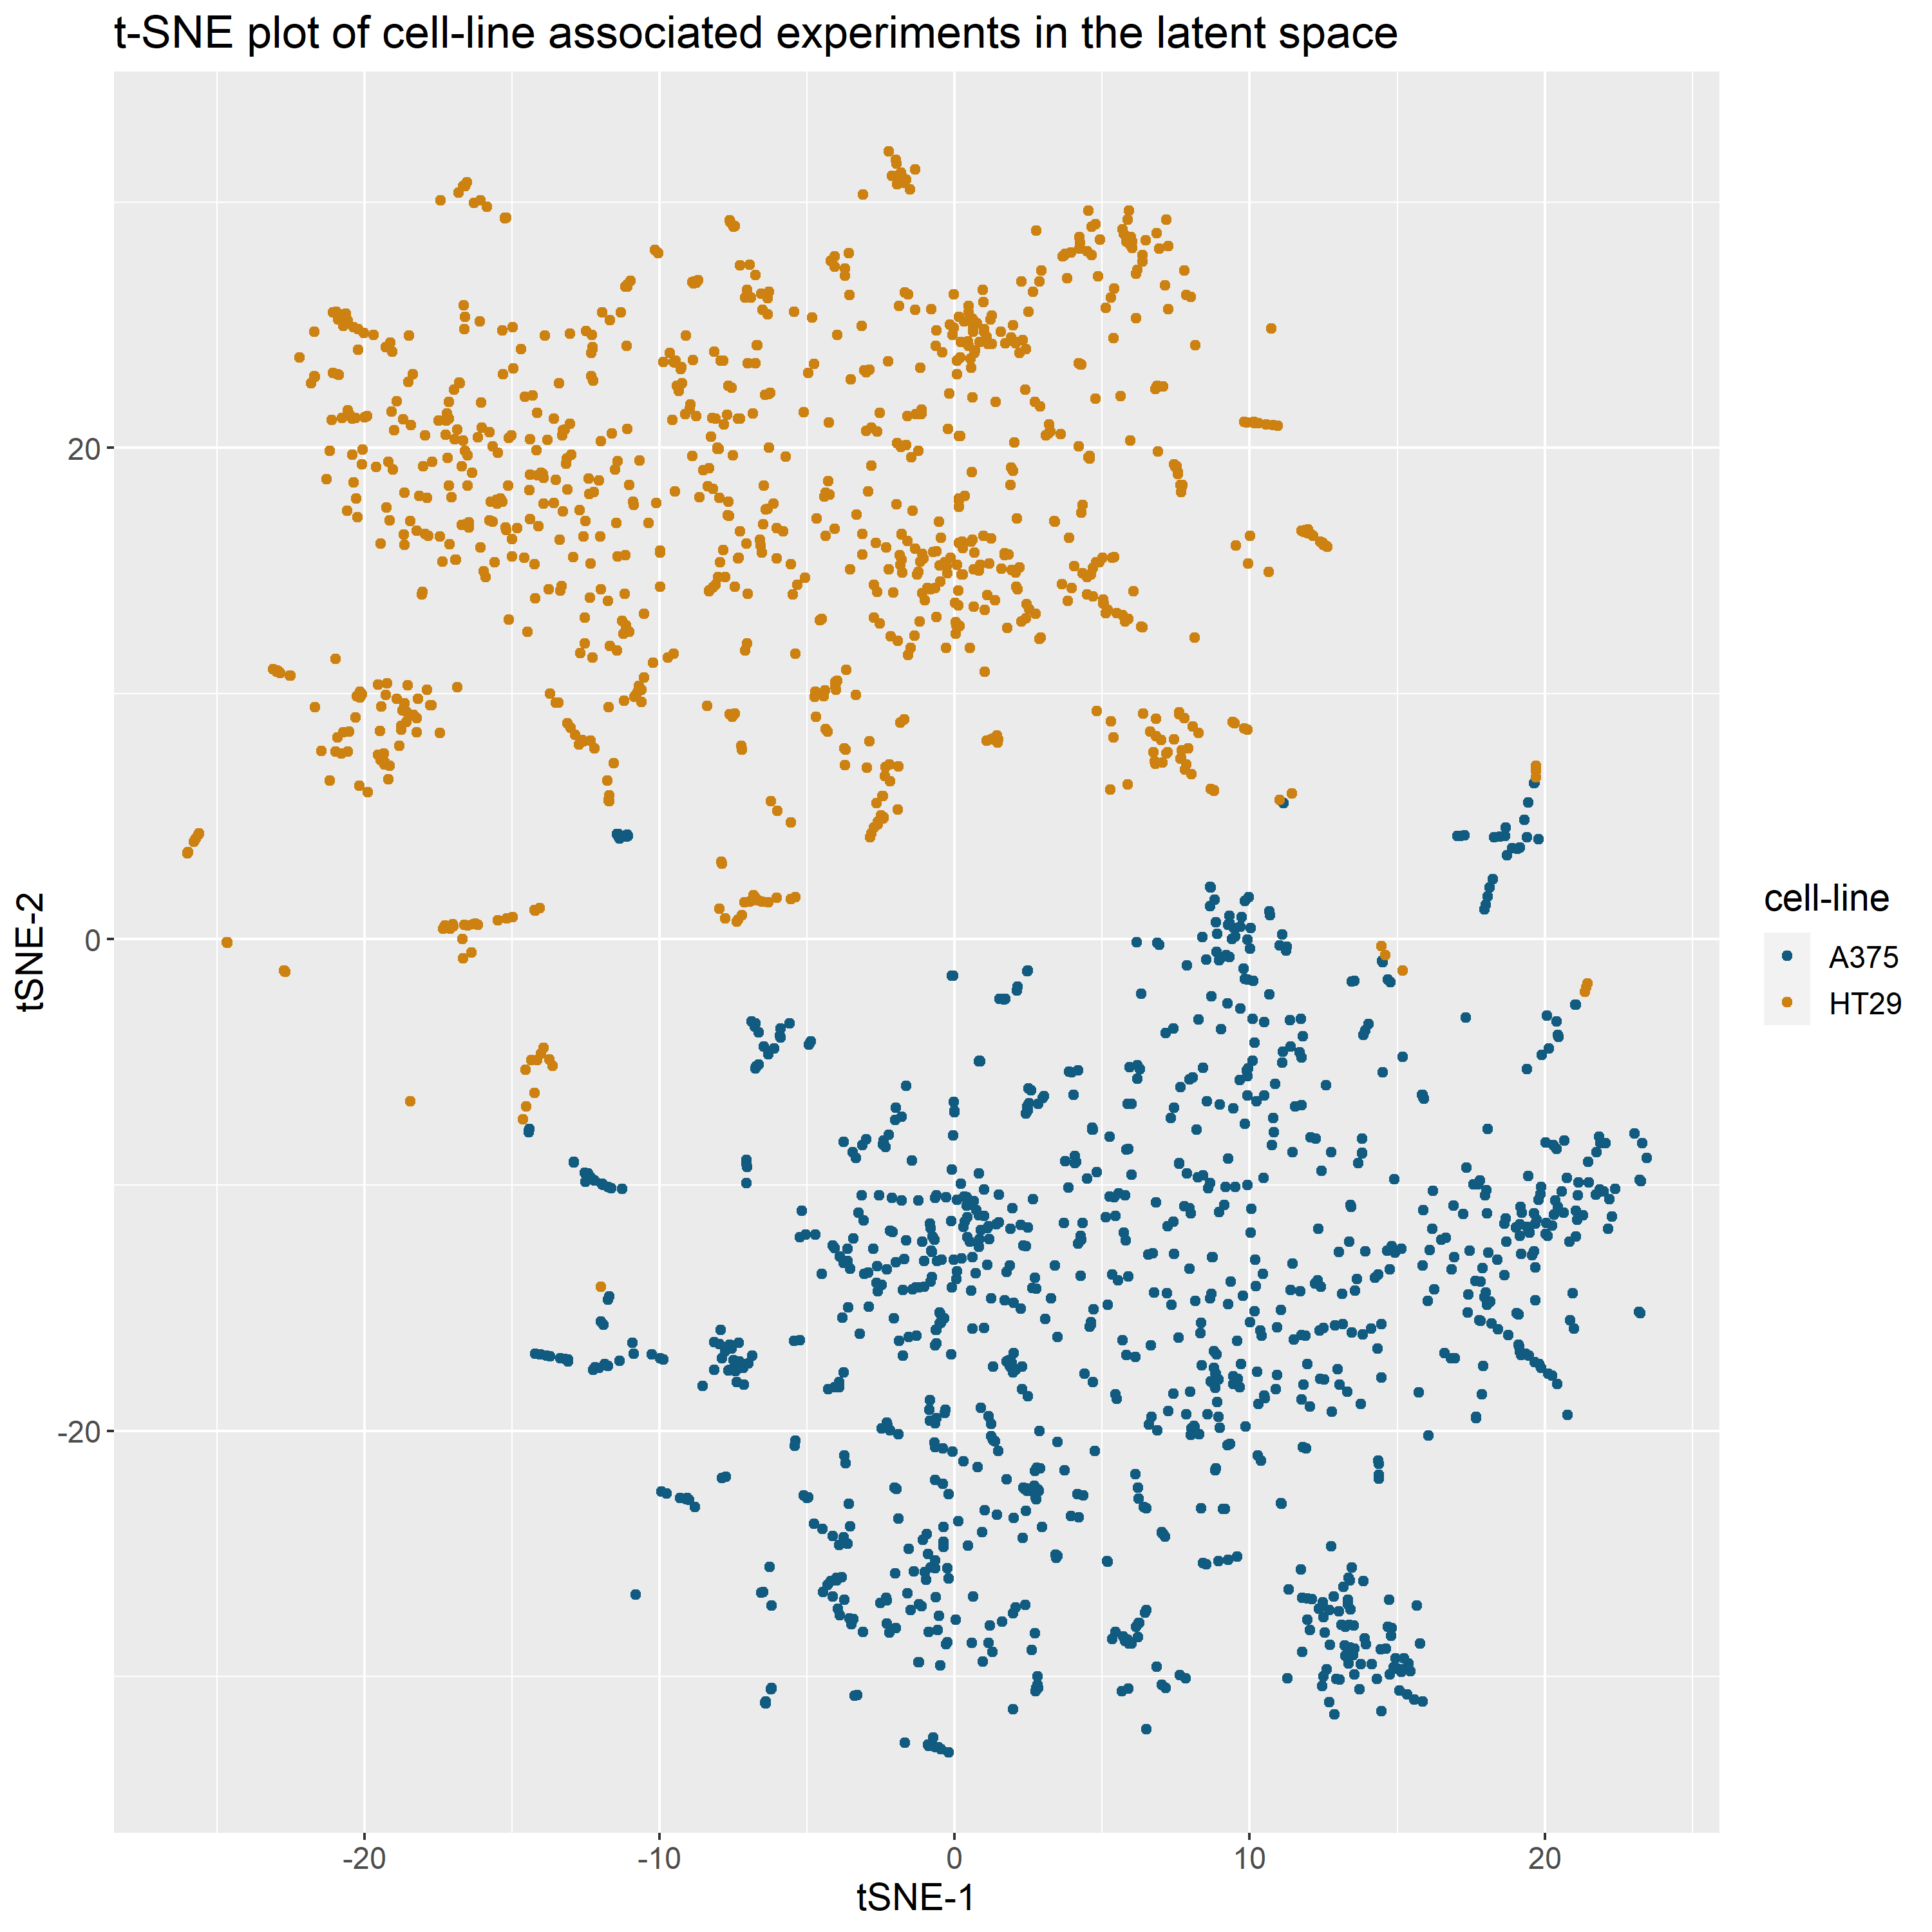 t-SNE plot of cell-line associated experiments in the latent space
20
0
-20
tSNE-2
-20
-10
0
10
20
tSNE-1
cell-line
A375
HT29